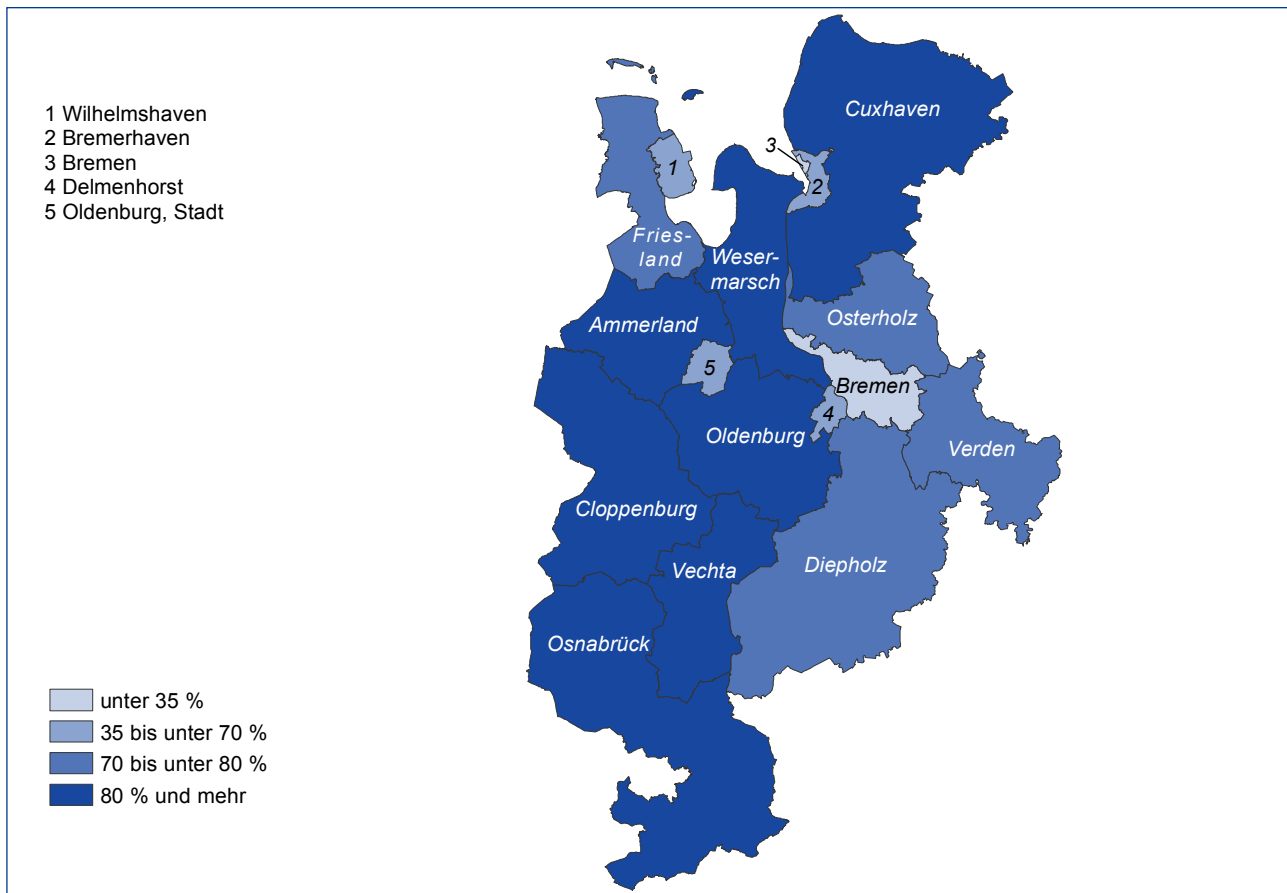 1 Wilhelmshaven
2 Bremerhaven
3 Bremen
4 Delmenhorst
5 Oldenburg, Stadt
Cuxhaven
3
1
2
Fries-
land
Weser-
marsch
Osterholz
Ammerland
5
Bremen
4
Oldenburg
Verden
Cloppenburg
Vechta
Diepholz
Osnabrück
unter 35 %
35 bis unter 70 %
70 bis unter 80 %
80 % und mehr